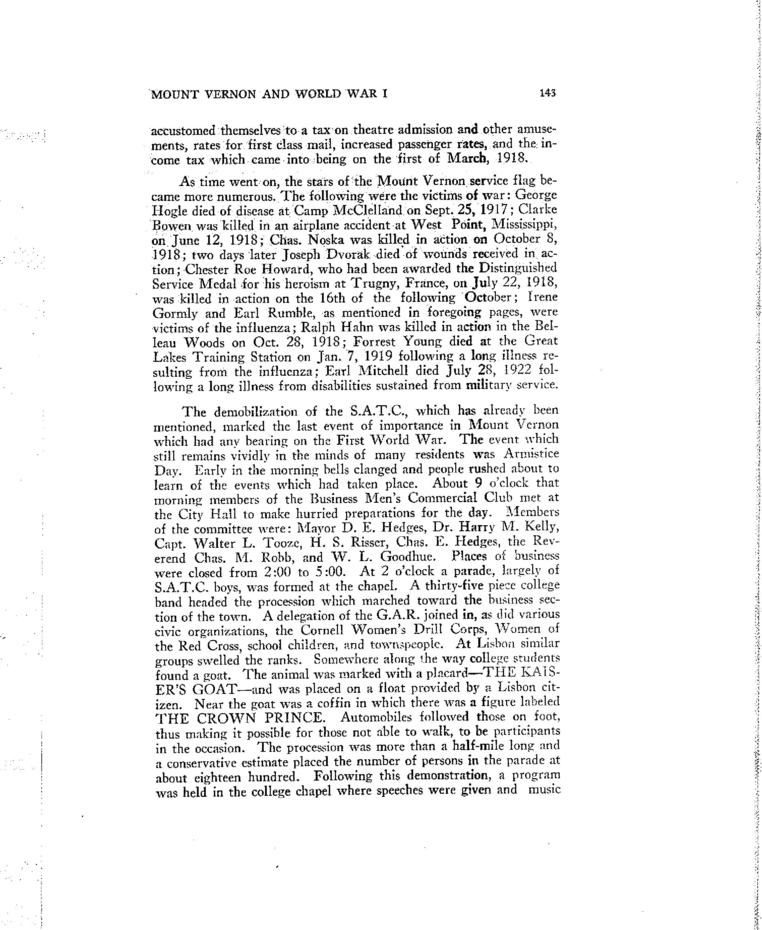 MOUNT VERNON AND WORLD WAR I 143
accustomed themselves to a tax on theatre admission and other amuse-
ments, rates for first class mail, increased passenger rates, and the in-
come tax which came into being on the first of March, 1918.
As time went on, the stars of the Mount Vernon service flag be-
came more numerous. The following were the victims of war: George
Hogle died of disease at Camp McClelland on Sept. 25, 1917; Clarke
Bowen was killed in an airplane accident at West Point, Mississippi,
on June 12, 1918; Chas. Noska was killed in action on October 8,
1918; two days later Joseph Dvorak died of wounds received in ac-
tion; Chester Roe Howard, who had been awarded the Distinguished
Service Medal for his heroism at Trugny, France, on July 22, 1918,
was killed in action on the 16th of the following October; Irene
Gormly and Earl Rumble, as mentioned in foregoing pages, were
victims of the influenza; Ralph Hahn was killed in action in the Bel-
leau Woods on Oct. 28, 1918; Forrest Young died at the Great
Lakes Training Station on Jan. 7, 1919 following a long illness re-
sulting from the influenza; Earl Mitchell died July 28, 1922 fol-
lowing a long illness from disabilities sustained from military service.
The demobilization of the S.A.T.C., which has already been
mentioned, marked the last event of importance in Mount Vernon
which had any bearing on the First World War. The event which
still remains vividly in the minds of many residents was Armistice
Day. Early in the morning bells clanged and people rushed about to
learn of the events which had taken place. About 9 o'clock that
morning members of the Business Men's Commercial Club met at
the City Hall to make hurried preparations for the day. Members
of the committee were: Mayor D. E. Hedges, Dr. Harry M. Kelly,
Capt. Walter L. Tooze, H. S. Risser, Chas. E. Hedges, the Rev-
erend Chas. M. Robb, and W. L. Goodhue. Places of business
were closed from 2:00 to 5:00. At 2 o'clock a parade, largely of
S.A.T.C. boys, was formed at the chapel. A thirty-five piece college
band headed the procession which marched toward the business sec-
tion of the town. A delegation of the G.A.R. joined in, as did various
civic organizations, the Cornell Women's Drill Corps, Women of
the Red Cross, school children, and townspeople. At Lisbon similar
groups swelled the ranks. Somewhere along the way college students
found a goat. The animal was marked with a placard—THE KAIS-
ER'S GOAT—and was placed on a float provided by a Lisbon cit-
izen. Near the goat was a coffin in which there was a figure labeled
THE CROWN PRINCE. Automobiles followed those on foot,
thus making it possible for those not able to walk, to be participants
in the occasion. The procession was more than a half-mile long and
a conservative estimate placed the number of persons in the parade at
about eighteen hundred. Following this demonstration, a program
was held in the college chapel where speeches were given and music